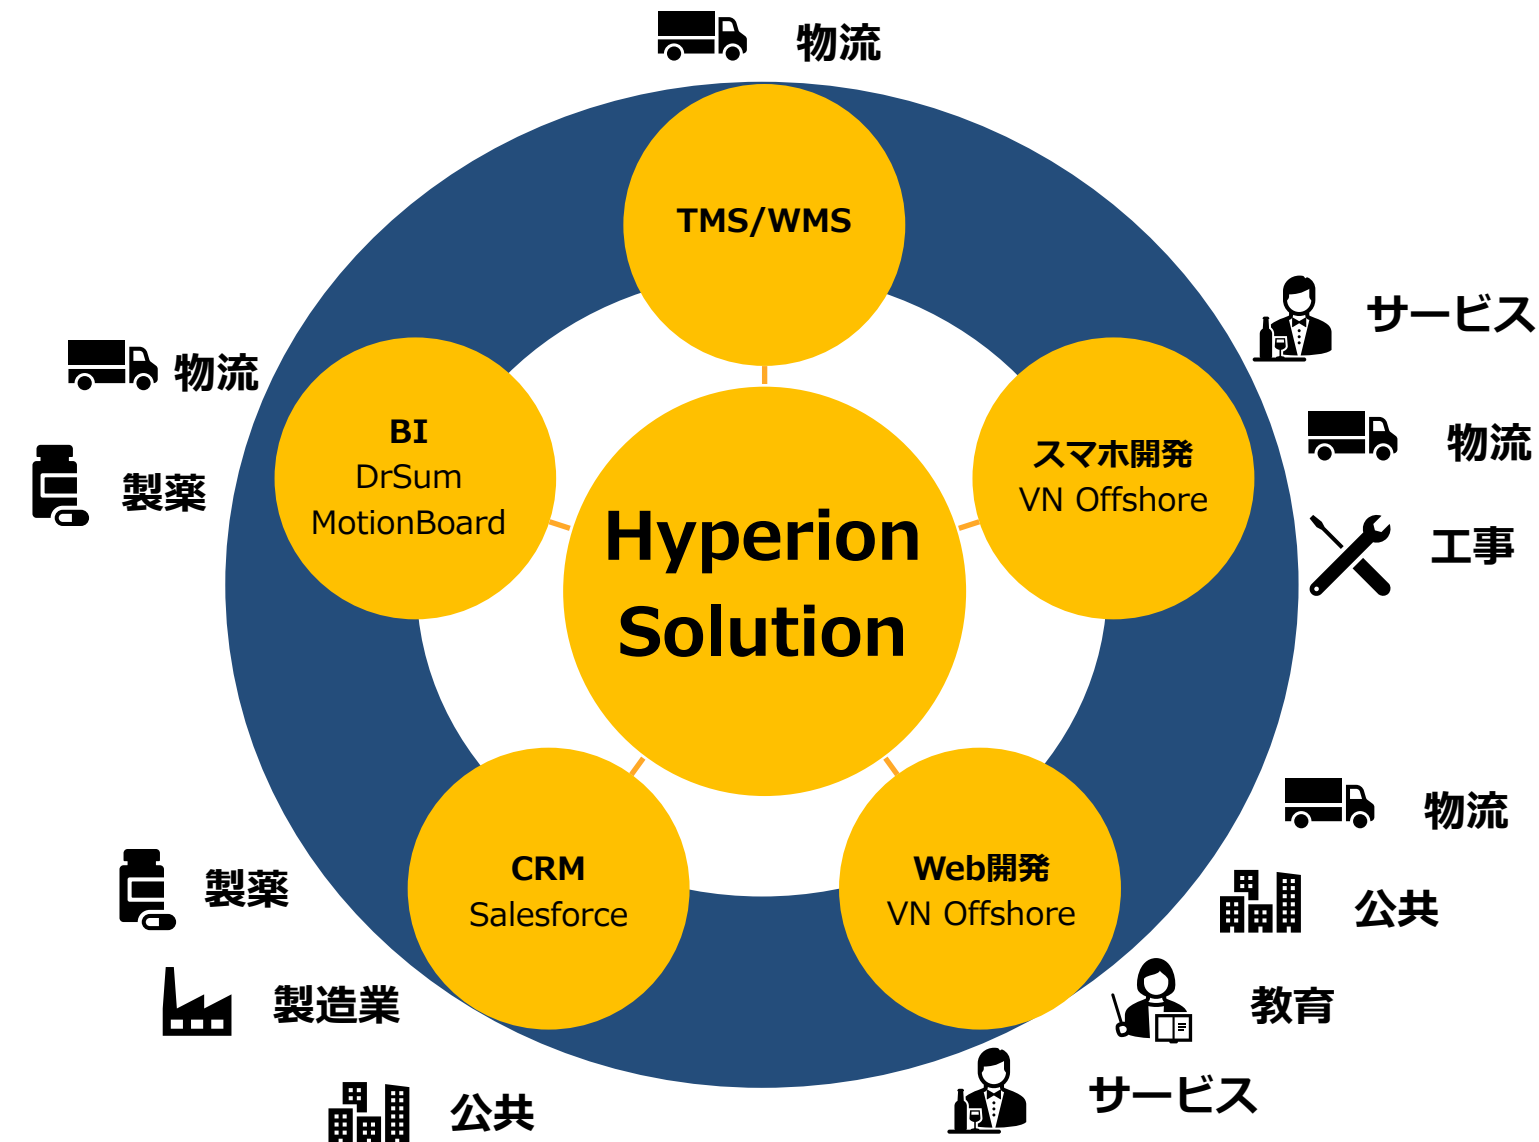 物流
TMS/WMS
サービス
物流
BI
DrSum
MotionBoard
製薬
スマホ開発
VN Offshore
物流
工事
Hyperion
Solution
物流
製薬
CRM
Salesforce
Web開発
VN Offshore
公共
製造業
教育
公共
サービス